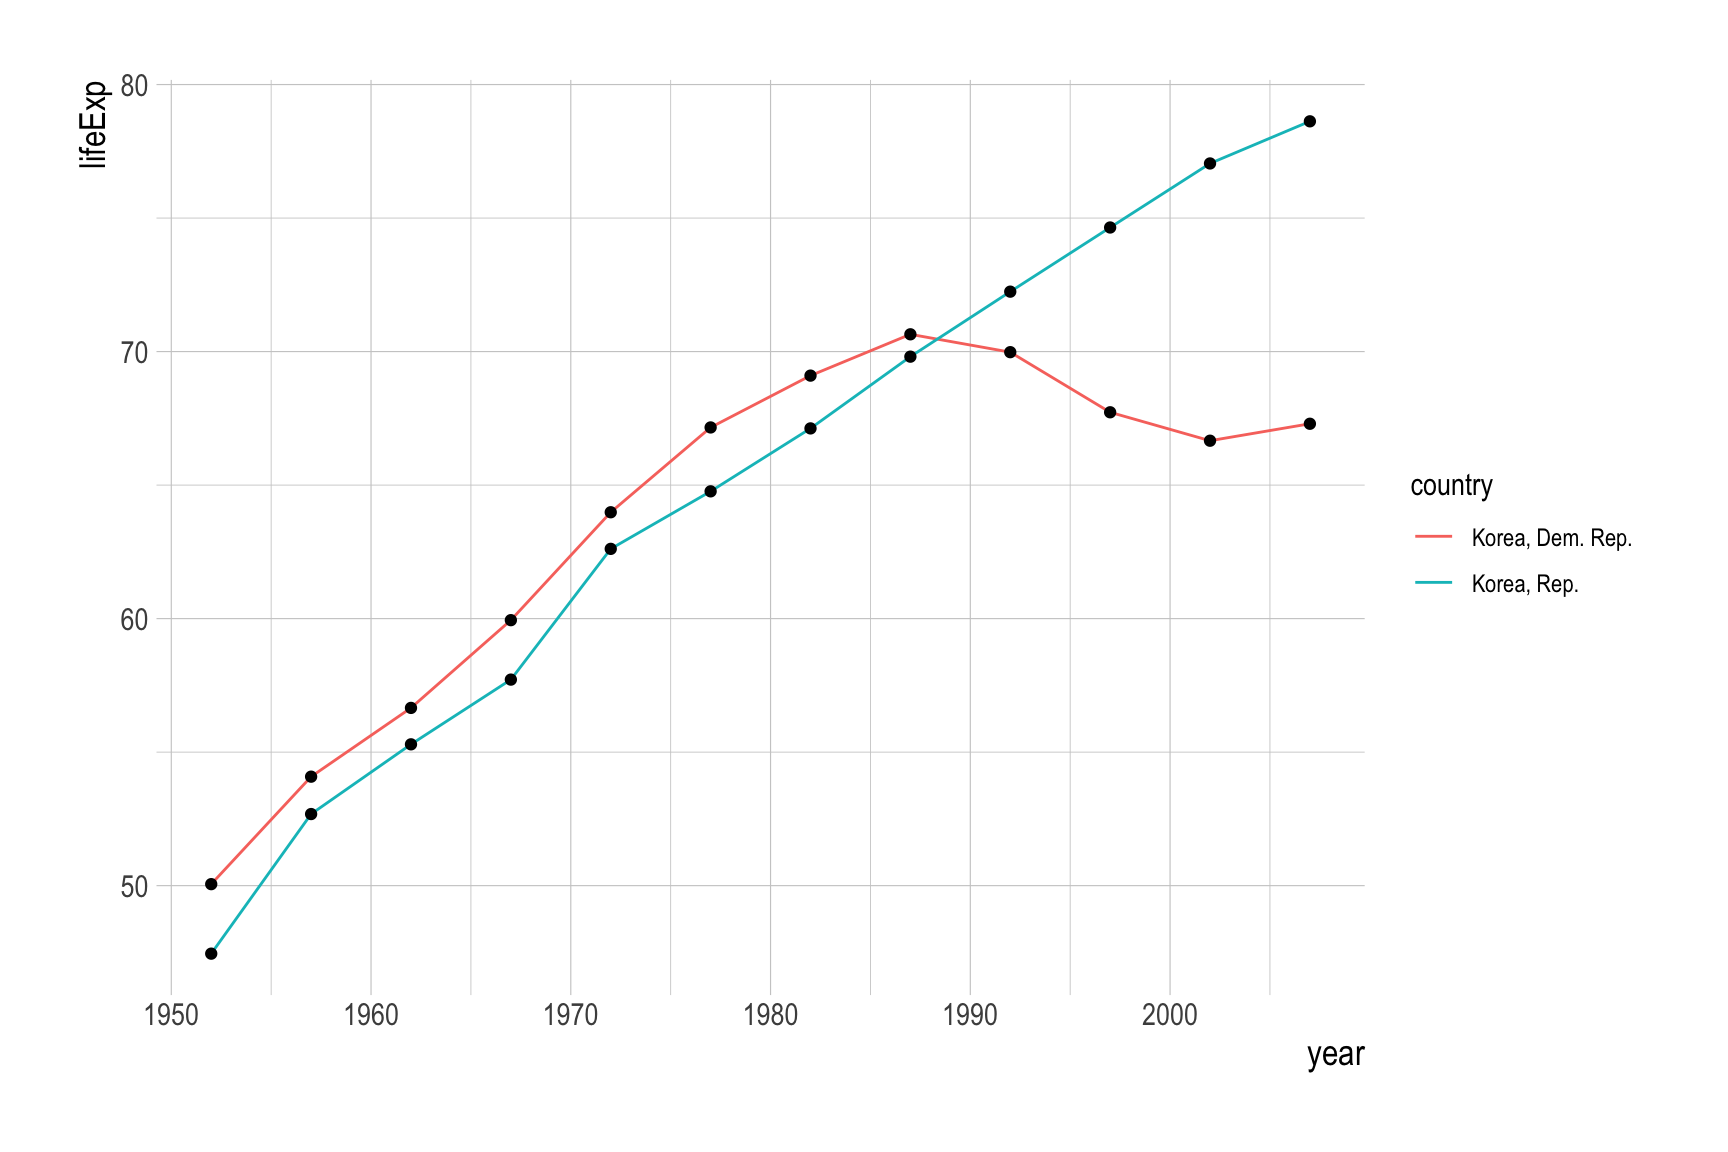 lifeExp
80
70
60
50
1950 1960 1970 1980 1990 2000
year
country
Korea, Dem. Rep.
Korea, Rep.